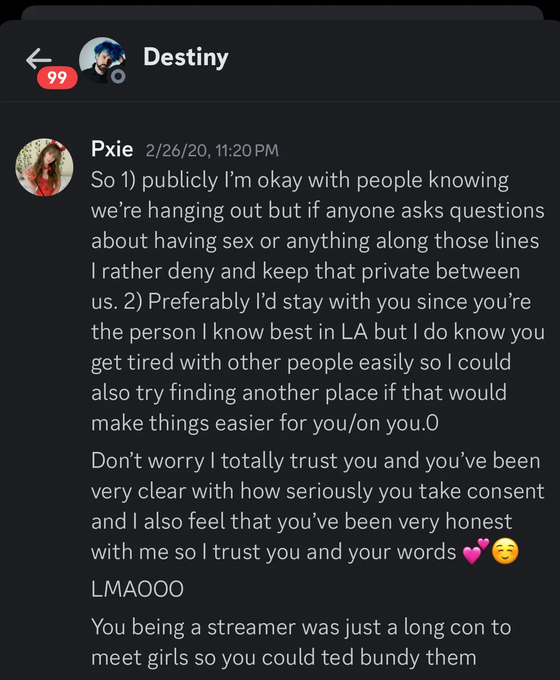 Destiny
99
Pxie 2/26/20, 11:20 PM
So 1) publicly I'm okay with people knowing
we're hanging out but if anyone asks questions
about having sex or anything along those lines
I rather deny and keep that private between
us. 2) Preferably I'd stay with you since you're
the person I know best in LA but I do know you
get tired with other people easily so I could
also try finding another place if that would
make things easier for you/on you.0
Don't worry I totally trust you and you've been
very clear with how seriously you take consent
and I also feel that you've been very honest
with me so I trust you and your words 💕☺️
LMAOOO
You being a streamer was just a long con to
meet girls so you could ted bundy them